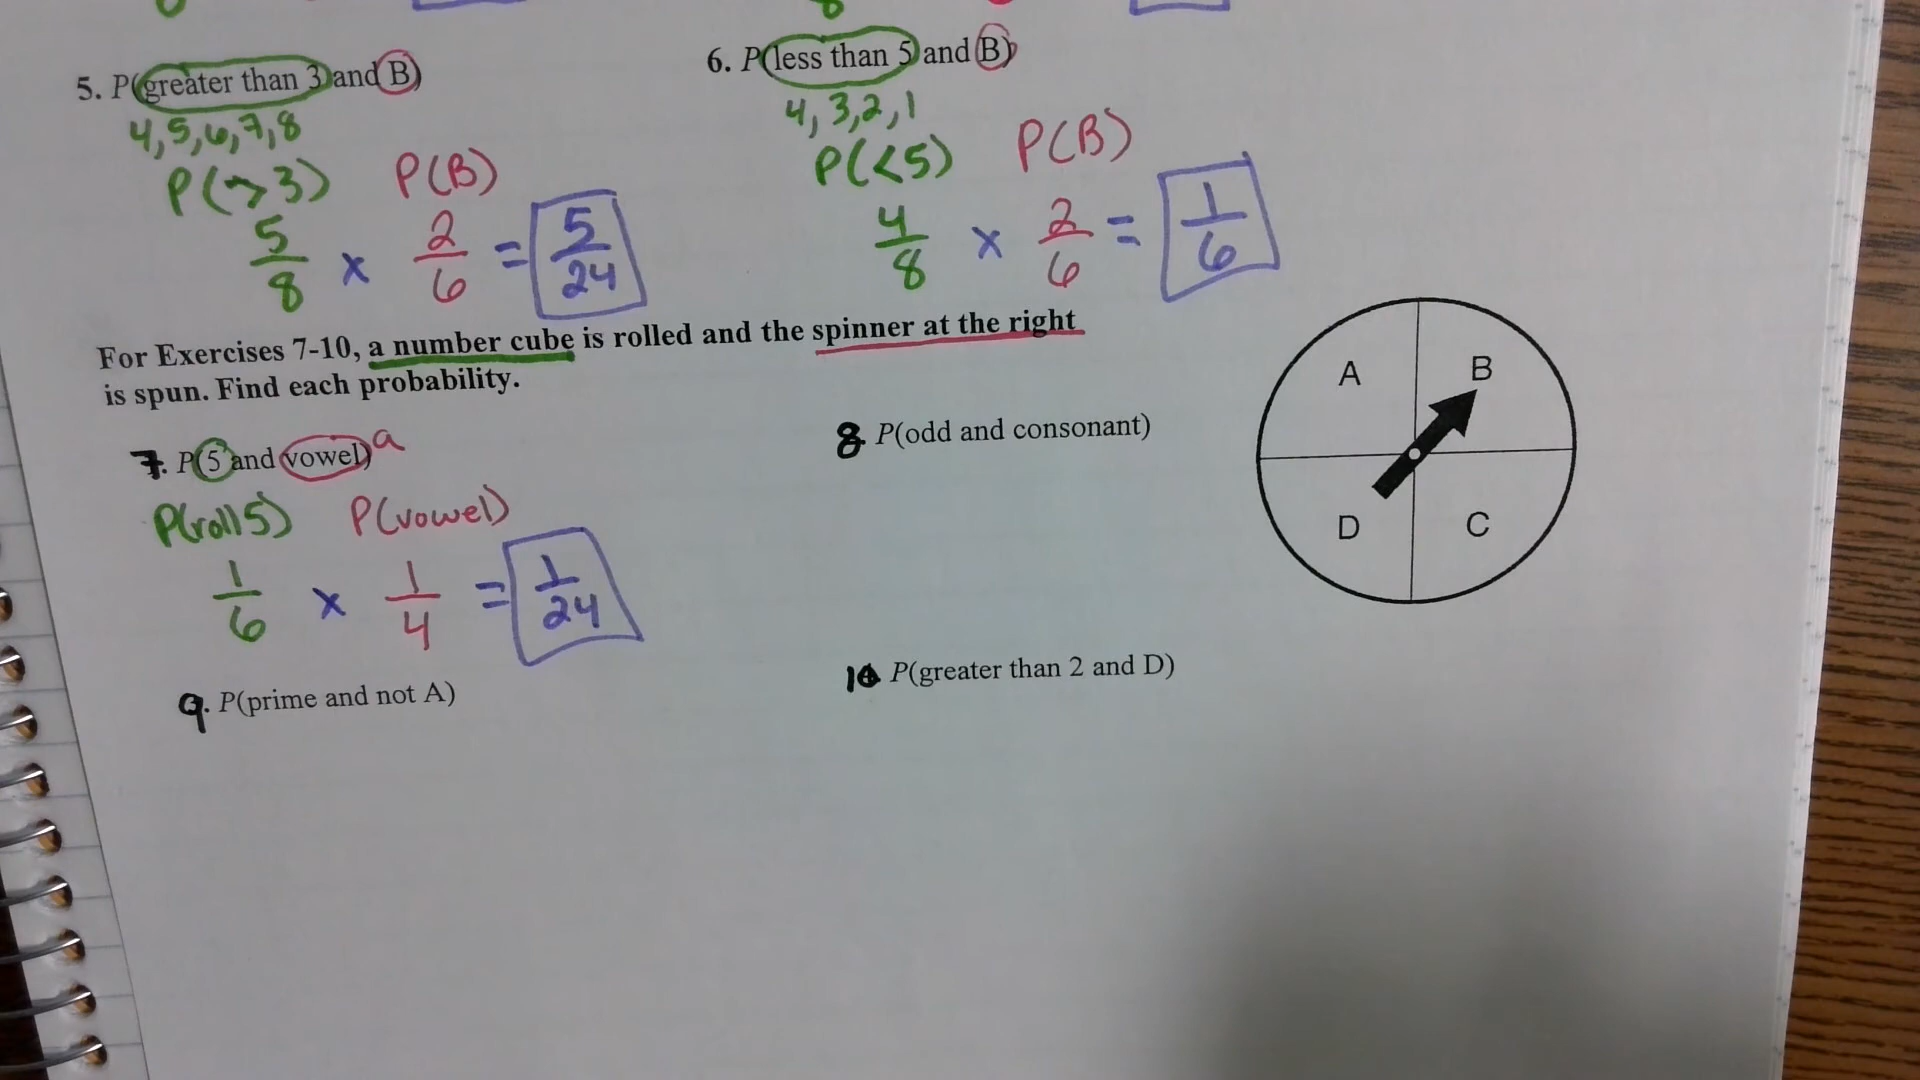 5. P(greater than 3 and B)
4,5,6,7,8
P(>3) P(B)
5/8 x 2/6 = 5/24
6. P(less than 5 and B)
4,3,2,1
P(<5) P(B)
4/8 x 2/6 = 1/6
For Exercises 7-10, a number cube is rolled and the spinner at the right
is spun. Find each probability.
7. P(5 and vowel) a
P(roll 5) P(vowel)
1/6 x 1/4 = 1/24
8. P(odd and consonant)
A B
D C
9. P(prime and not A)
10. P(greater than 2 and D)